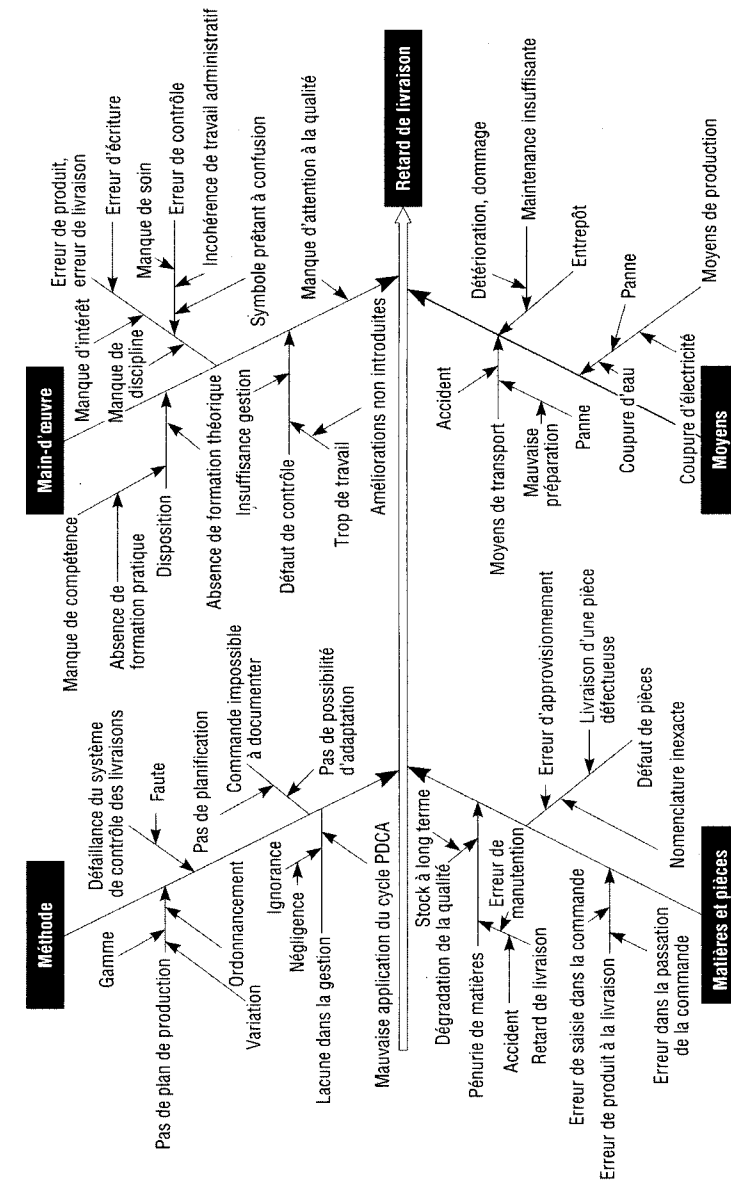 Méthode
Défaillance du système
de contrôle des livraisons
Faute
Gamme
Pas de plan de production
Ordonnancement
Variation
Pas de planification
Commande impossible
à documenter
Pas de possibilité
d'adaptation
Ignorance
Négligence
Lacune dans la gestion
Mauvaise application du cycle PDCA
Main-d'œuvre
Manque de compétence
Absence de
formation pratique
Disposition
Absence de formation théorique
Manque d'intérêt
Manque de
discipline
Erreur de produit,
erreur de livraison
Erreur d'écriture
Manque de soin
Erreur de contrôle
Incohérence de travail administratif
Symbole prêtant à confusion
Insuffisance gestion
Défaut de contrôle
Trop de travail
Améliorations non introduites
Manque d'attention à la qualité
Retard de livraison
Stock à long terme
Dégradation de la qualité
Pénurie de matières
Erreur de
manutention
Accident
Retard de livraison
Erreur de saisie dans la commande
Erreur de produit à la livraison
Erreur dans la passation
de la commande
Erreur d'approvisionnement
Livraison d'une pièce
défectueuse
Défaut de pièces
Nomenclature inexacte
Matières et pièces
Accident
Moyens de transport
Mauvaise
préparation
Panne
Détérioration, dommage
Maintenance insuffisante
Entrepôt
Coupure d'eau
Panne
Coupure d'électricité
Moyens de production
Moyens